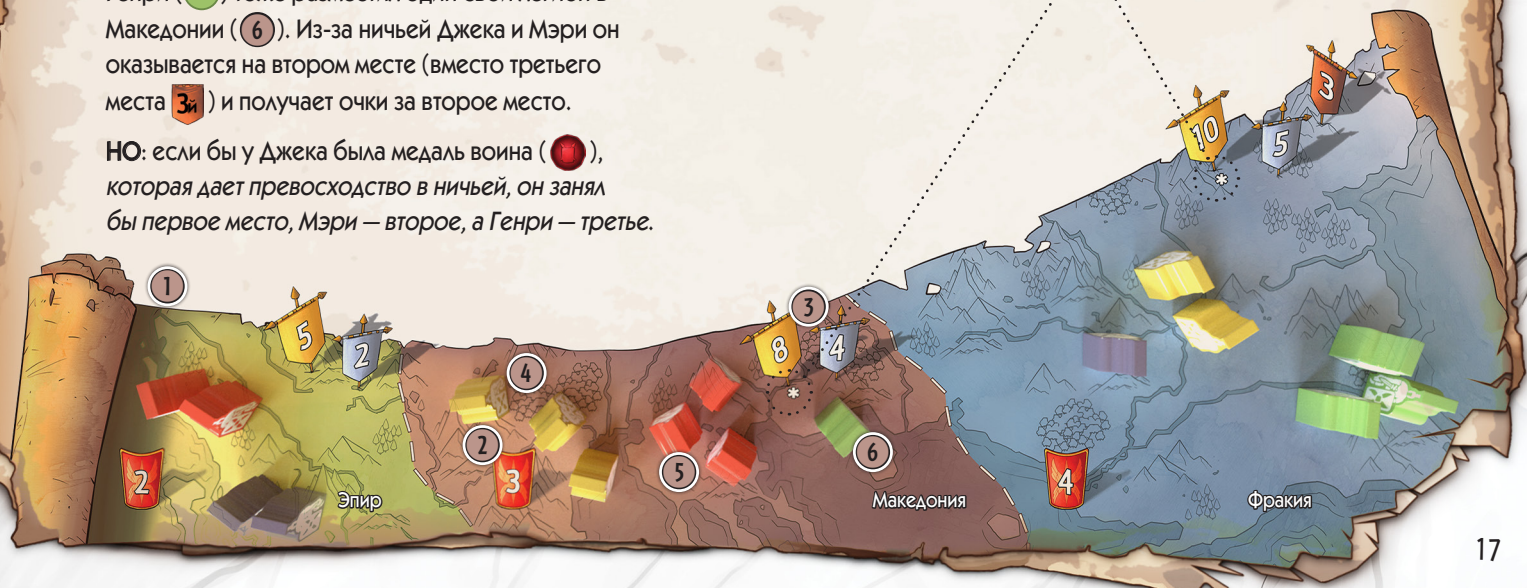 Македонии ( 6 ). Из-за ничьей Джека и Мэри он
оказывается на втором месте (вместо третьего
места 3й ) и получает очки за второе место.
НО: если бы у Джека была медаль воина ( ),
которая дает превосходство в ничьей, он занял
бы первое место, Мэри — второе, а Генри — третье.
1
5
2
2
Эпир
4
2
3
5
3
8
4
*
6
Македония
10
5
3
*
4
Фракия
17